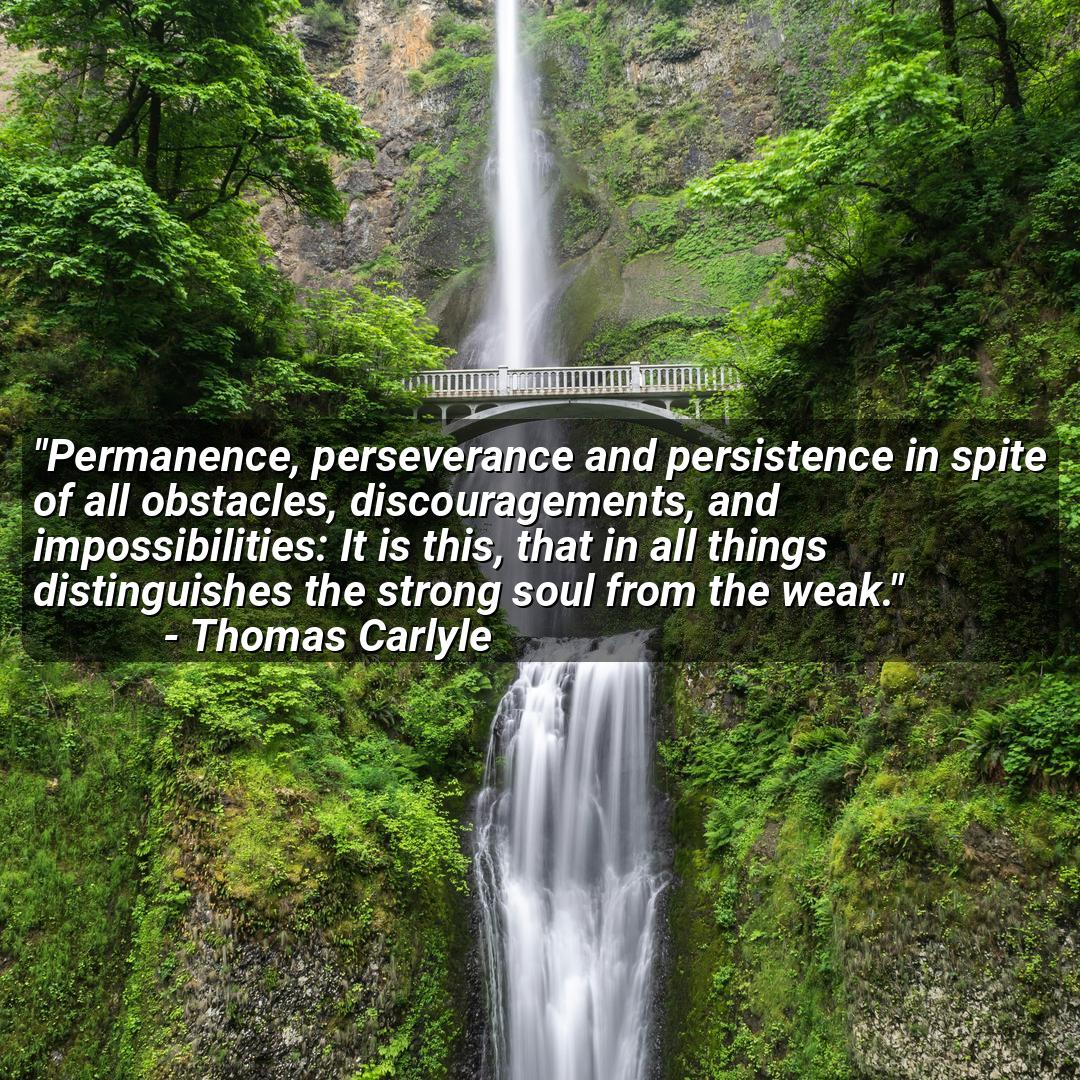 "Permanence, perseverance and persistence in spite
of all obstacles, discouragements, and
impossibilities: It is this, that in all things
distinguishes the strong soul from the weak."
- Thomas Carlyle